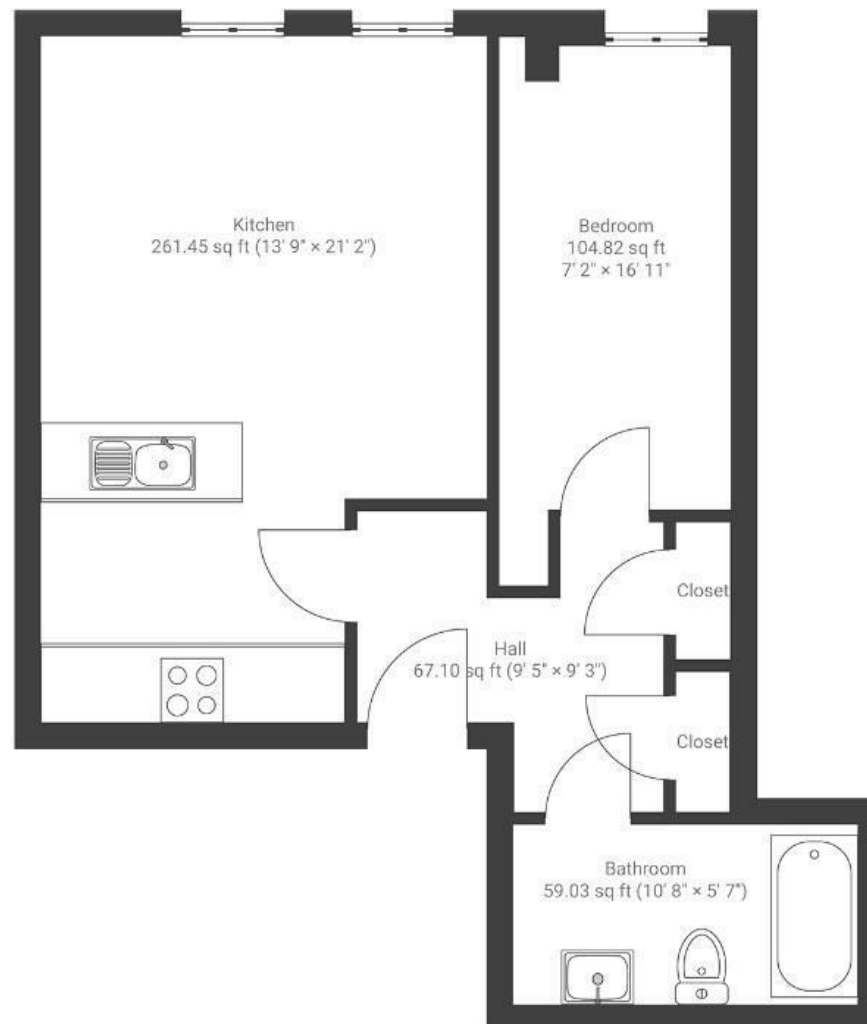 Kitchen
261.45 sq ft (13' 9" × 21' 2")
Bedroom
104.82 sq ft
7' 2" × 16' 11"
Closet
Hall
67.10 sq ft (9' 5" × 9' 3")
Closet
Bathroom
59.03 sq ft (10' 8" × 5' 7")